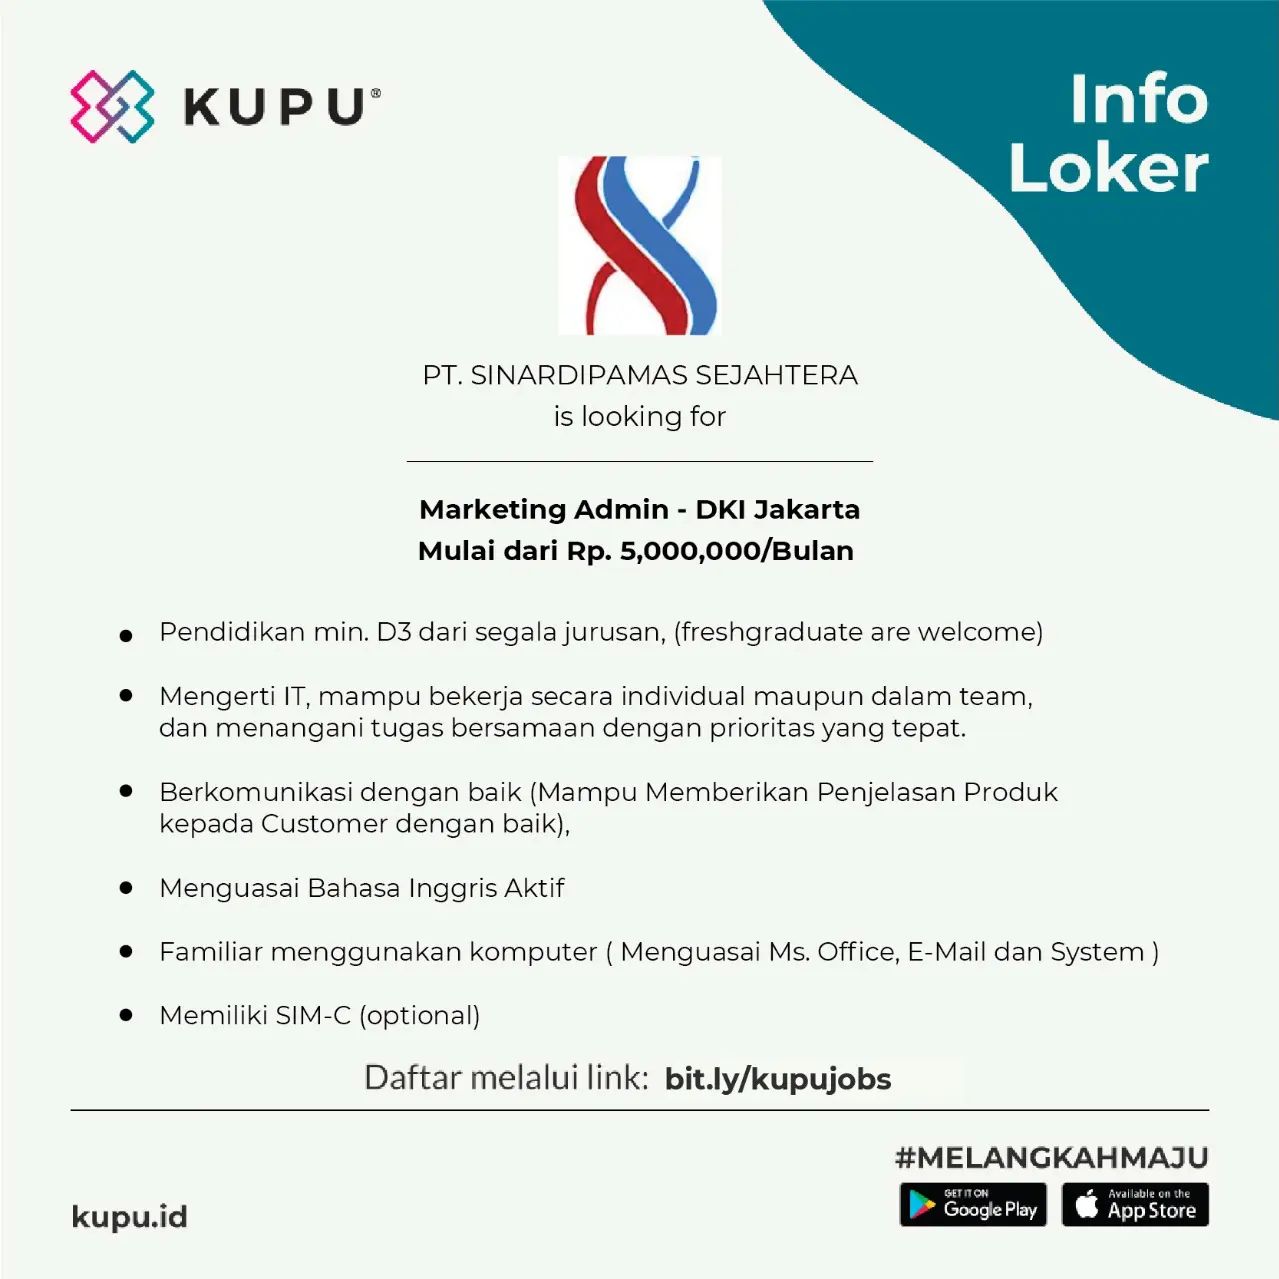 KUPU®
Info
Loker
PT. SINARDIPAMAS SEJAHTERA
is looking for
Marketing Admin - DKI Jakarta
Mulai dari Rp. 5,000,000/Bulan
• Pendidikan min. D3 dari segala jurusan, (freshgraduate are welcome)
• Mengerti IT, mampu bekerja secara individual maupun dalam team,
dan menangani tugas bersamaan dengan prioritas yang tepat.
• Berkomunikasi dengan baik (Mampu Memberikan Penjelasan Produk
kepada Customer dengan baik),
• Menguasai Bahasa Inggris Aktif
• Familiar menggunakan komputer ( Menguasai Ms. Office, E-Mail dan System )
• Memiliki SIM-C (optional)
Daftar melalui link: bit.ly/kupujobs
#MELANGKAHMAJU
GET IT ON
Google Play
Available on the
App Store
kupu.id